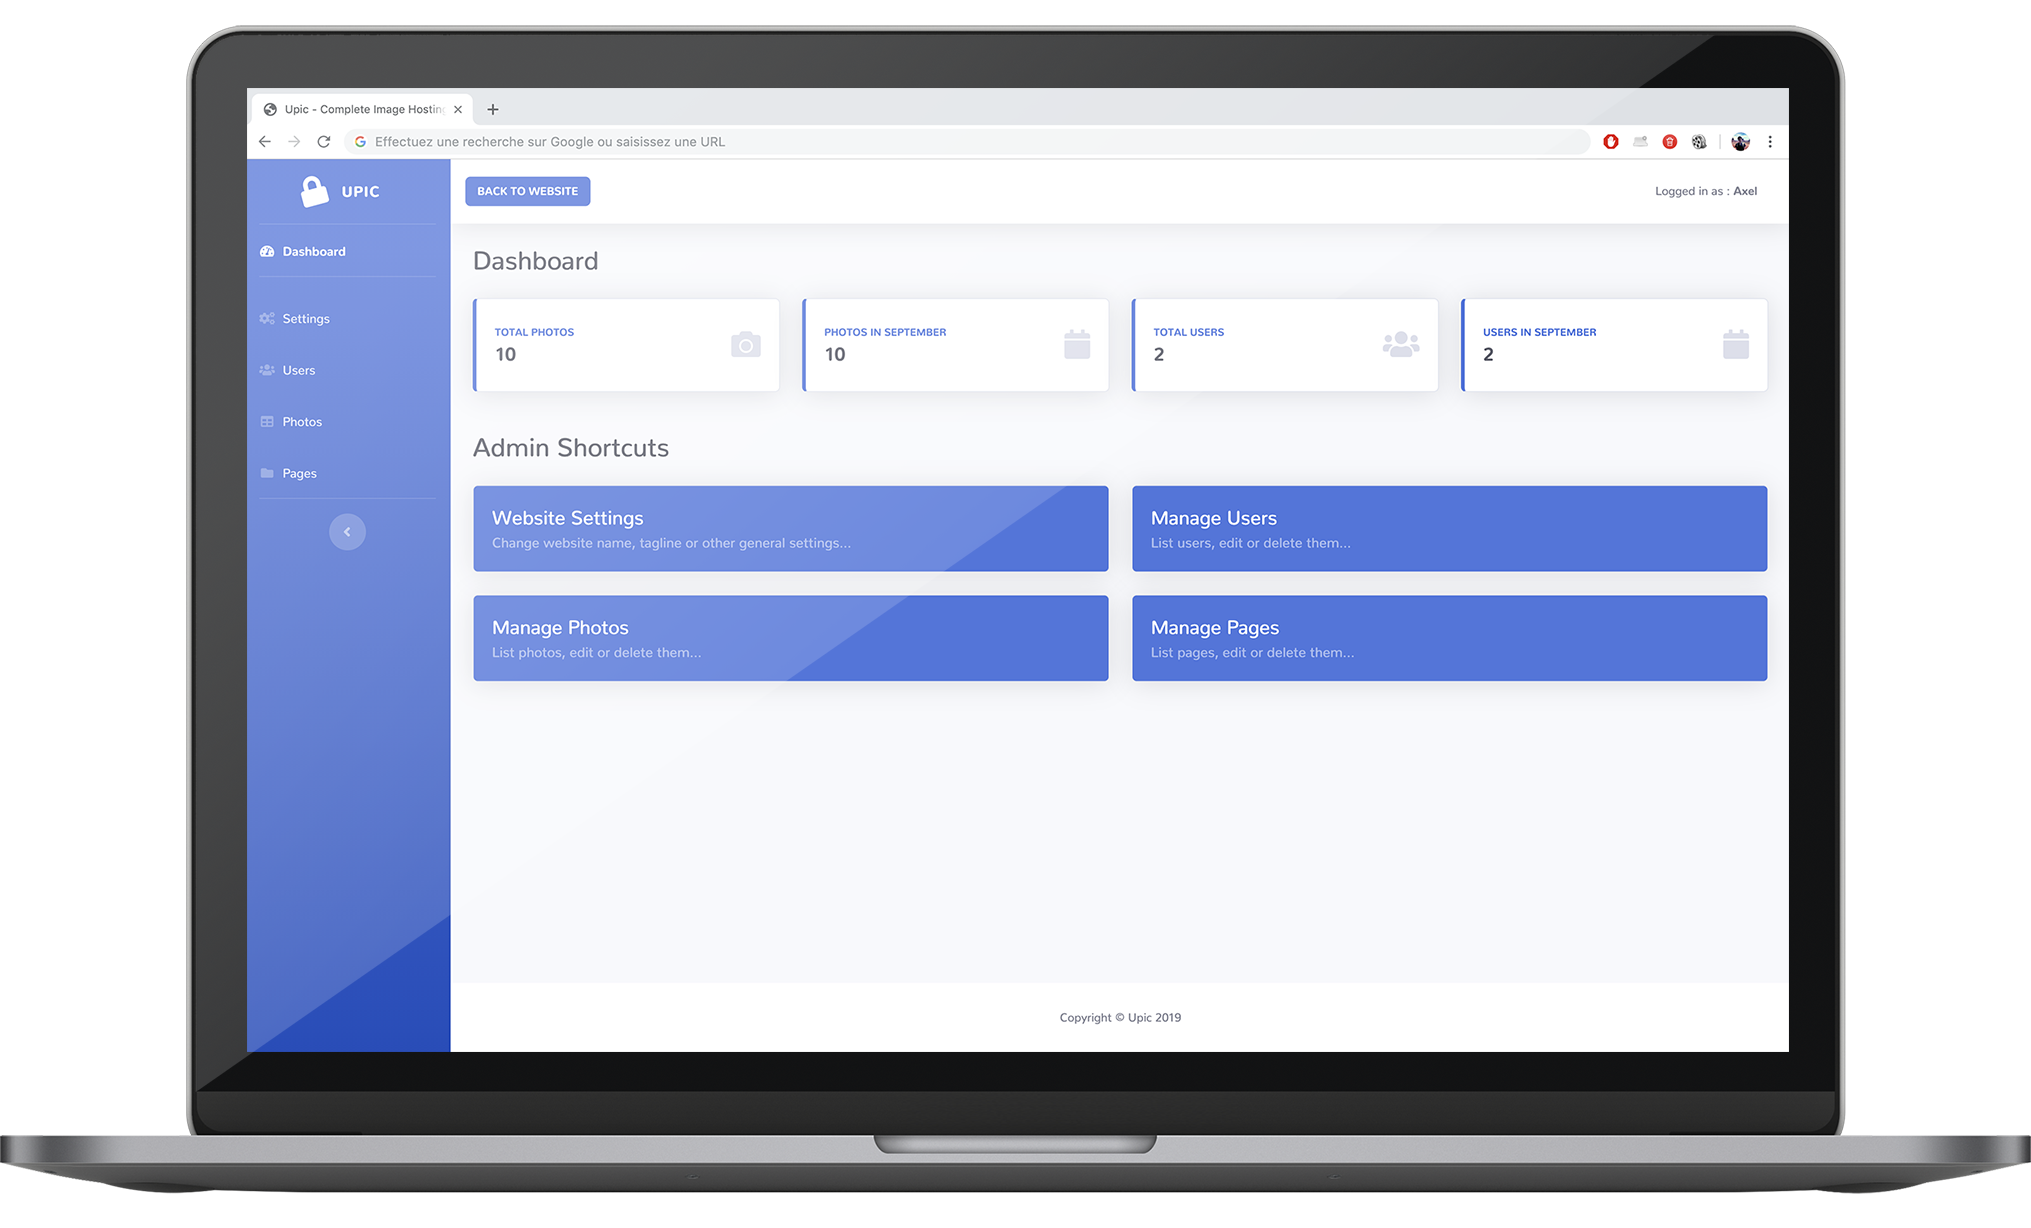 Upic - Complete Image Hosting
Effectuez une recherche sur Google ou saisissez une URL
UPIC
BACK TO WEBSITE
Logged in as : Axel
Dashboard
Settings
Users
Photos
Pages
Dashboard
TOTAL PHOTOS
10
PHOTOS IN SEPTEMBER
10
TOTAL USERS
2
USERS IN SEPTEMBER
2
Admin Shortcuts
Website Settings
Change website name, tagline or other general settings...
Manage Users
List users, edit or delete them...
Manage Photos
List photos, edit or delete them...
Manage Pages
List pages, edit or delete them...
Copyright © Upic 2019